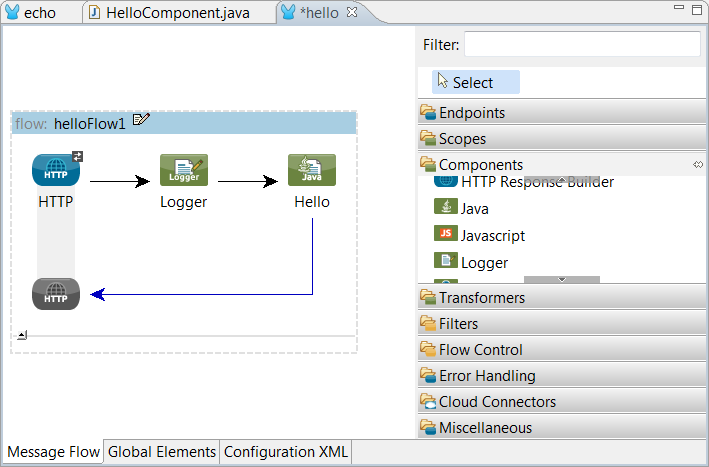 echo
HelloComponent.java
*hello
Filter:
Select
Endpoints
Scopes
Components
HTTP Response Builder
Java
Javascript
Logger
Transformers
Filters
Flow Control
Error Handling
Cloud Connectors
Miscellaneous
flow: helloFlow1
HTTP
Logger
Java
HTTP
Logger
Hello
HTTP
J
JS
Message Flow
Global Elements
Configuration XML